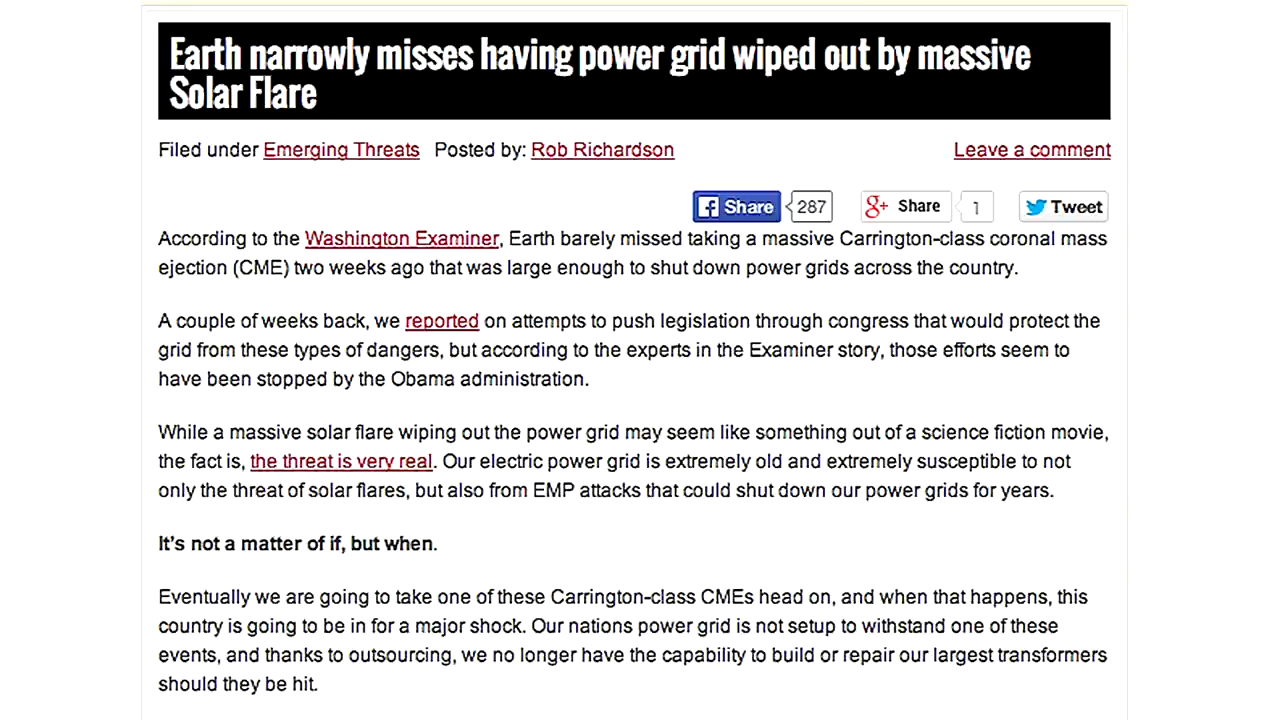 Earth narrowly misses having power grid wiped out by massive
Solar Flare
Filed under Emerging Threats Posted by: Rob Richardson Leave a comment
Share 287 Share 1 Tweet
According to the Washington Examiner, Earth barely missed taking a massive Carrington-class coronal mass
ejection (CME) two weeks ago that was large enough to shut down power grids across the country.
A couple of weeks back, we reported on attempts to push legislation through congress that would protect the
grid from these types of dangers, but according to the experts in the Examiner story, those efforts seem to
have been stopped by the Obama administration.
While a massive solar flare wiping out the power grid may seem like something out of a science fiction movie,
the fact is, the threat is very real. Our electric power grid is extremely old and extremely susceptible to not
only the threat of solar flares, but also from EMP attacks that could shut down our power grids for years.
It's not a matter of if, but when.
Eventually we are going to take one of these Carrington-class CMEs head on, and when that happens, this
country is going to be in for a major shock. Our nations power grid is not setup to withstand one of these
events, and thanks to outsourcing, we no longer have the capability to build or repair our largest transformers
should they be hit.